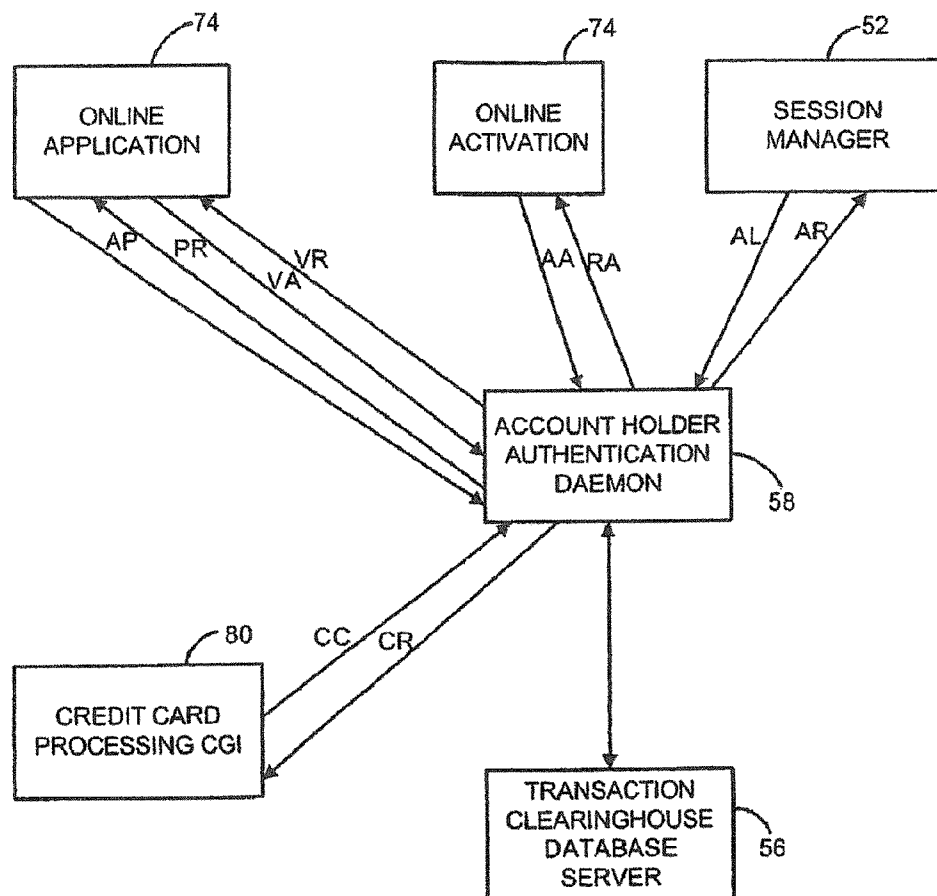 74
74
52
ONLINE
APPLICATION
ONLINE
ACTIVATION
SESSION
MANAGER
AP
PR
VA
VR
AA
RA
AL
AR
ACCOUNT HOLDER
AUTHENTICATION
DAEMON
58
CC
CR
80
CREDIT CARD
PROCESSING CGI
TRANSACTION
CLEARINGHOUSE
DATABASE
SERVER
56